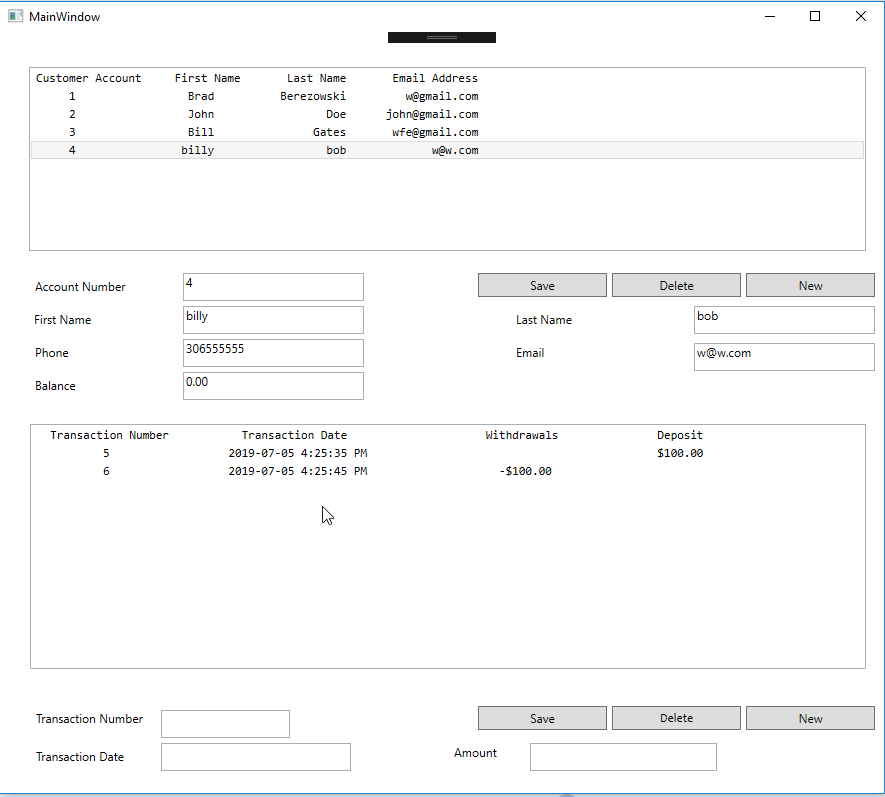 MainWindow
Customer Account First Name Last Name Email Address
1 Brad Berezowski w@gmail.com
2 John Doe john@gmail.com
3 Bill Gates wfe@gmail.com
4 billy bob w@w.com
Account Number 4 Save Delete New
First Name billy Last Name bob
Phone 306555555 Email w@w.com
Balance 0.00
Transaction Number Transaction Date Withdrawals Deposit
5 2019-07-05 4:25:35 PM $100.00
6 2019-07-05 4:25:45 PM -$100.00
Transaction Number Save Delete New
Transaction Date Amount